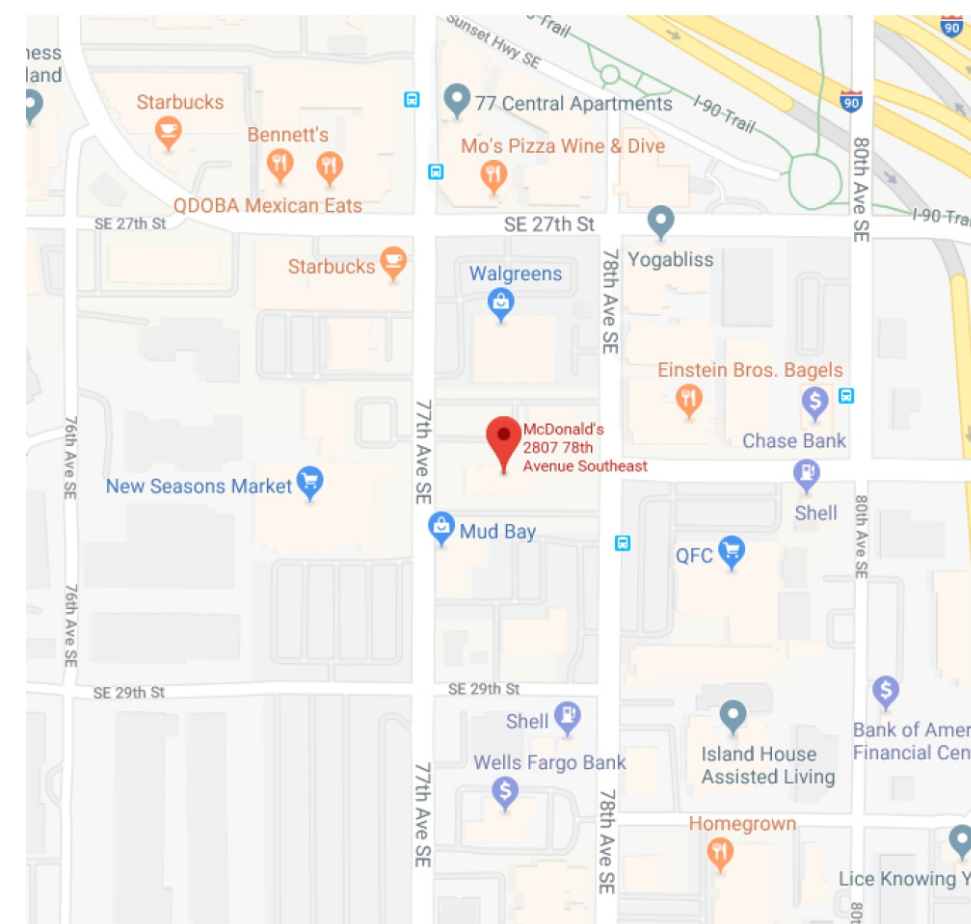 90
-Trail
Sunset Hwy SE
ness
land
Starbucks
77 Central Apartments
I-90 Trail
90
Bennett's
Mo's Pizza Wine & Dive
80th Ave SE
QDOBA Mexican Eats
SE 27th St
SE 27th St
I-90 Trai
Starbucks
Walgreens
78th Ave SE
Yogabliss
Einstein Bros. Bagels
Chase Bank
76th Ave SE
77th Ave SE
McDonald's
2807 78th
Avenue Southeast
New Seasons Market
Shell
80th Ave SE
Mud Bay
QFC
76th Ave SE
SE 29th St
SE 29th St
Shell
Island House
Assisted Living
Bank of Amer
Financial Cen
Wells Fargo Bank
77th Ave SE
78th Ave SE
Homegrown
Lice Knowing Y
80t